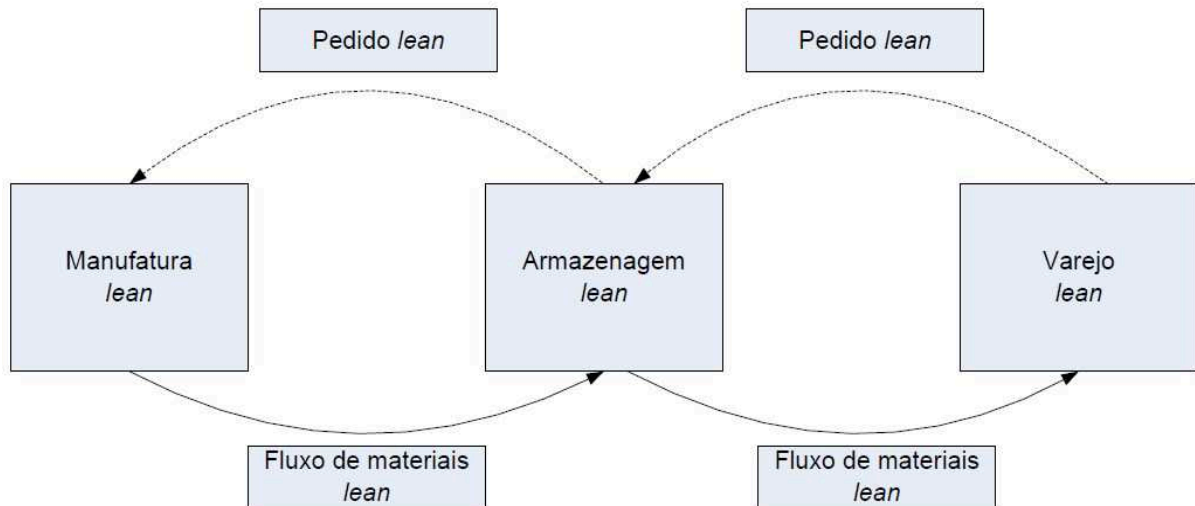 Pedido lean
Pedido lean
Manufatura
lean
Armazenagem
lean
Varejo
lean
Fluxo de materiais
lean
Fluxo de materiais
lean